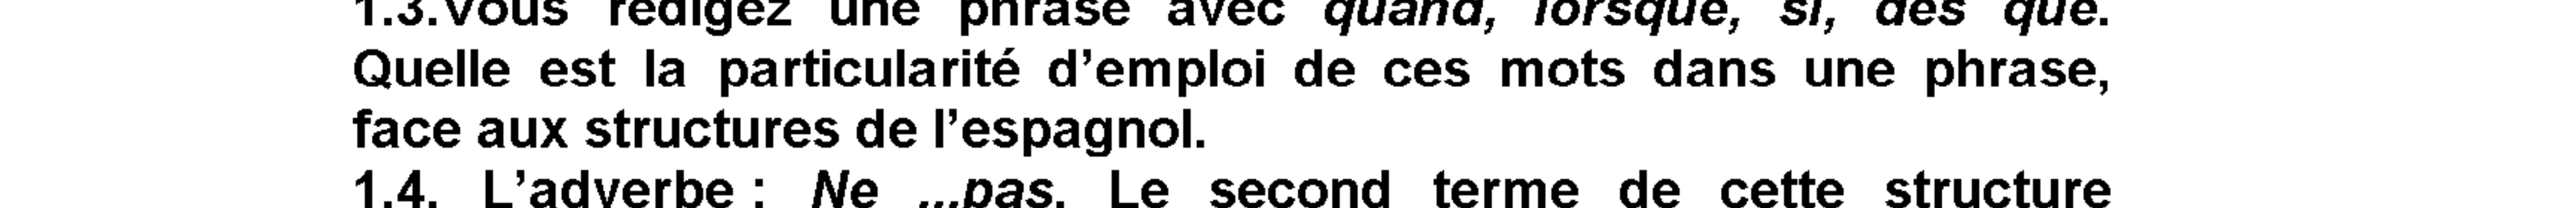 1.3.Vous rédigez une phrase avec quand, lorsque, si, dès que.
Quelle est la particularité d’emploi de ces mots dans une phrase,
face aux structures de l’espagnol.
1.4. L’adverbe : Ne ...pas. Le second terme de cette structure